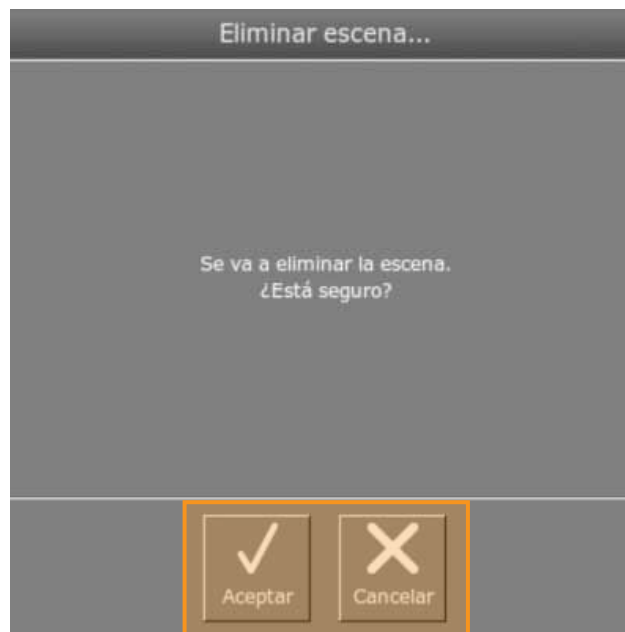 Eliminar escena...
Se va a eliminar la escena.
¿Está seguro?
Aceptar
Cancelar